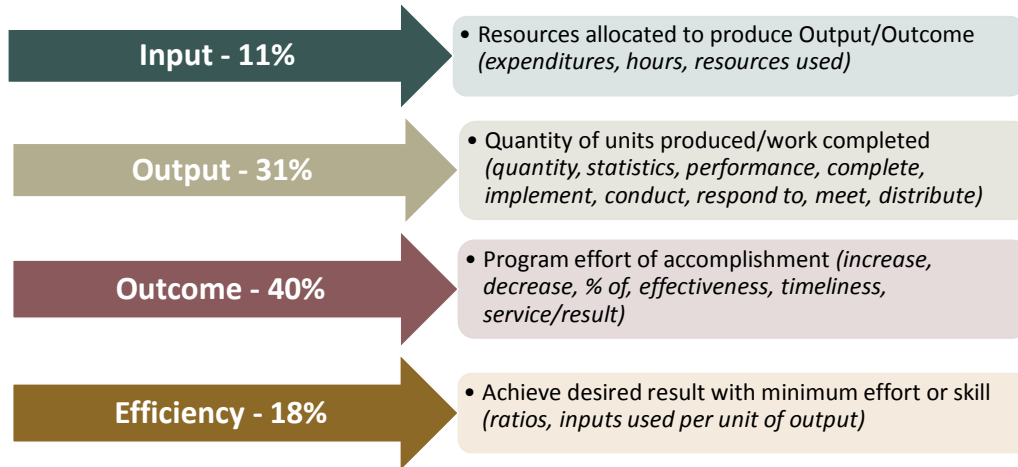 Input - 11%
• Resources allocated to produce Output/Outcome
(expenditures, hours, resources used)
Output - 31%
• Quantity of units produced/work completed
(quantity, statistics, performance, complete,
implement, conduct, respond to, meet, distribute)
Outcome - 40%
• Program effort of accomplishment (increase,
decrease, % of, effectiveness, timeliness,
service/result)
Efficiency - 18%
• Achieve desired result with minimum effort or skill
(ratios, inputs used per unit of output)